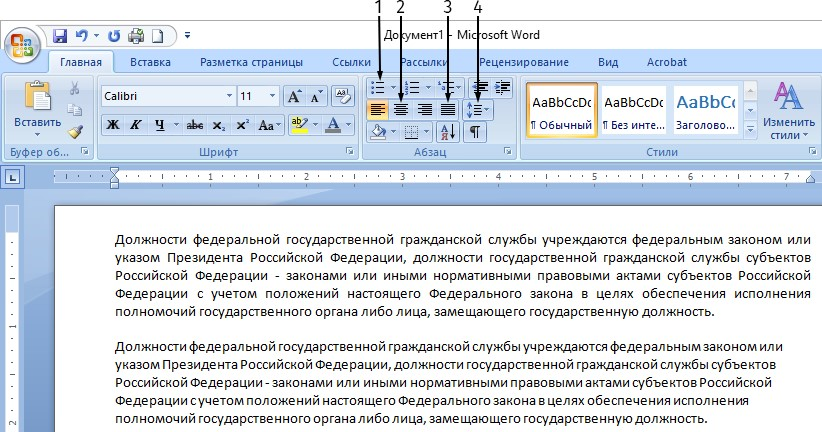 1 2 3 4
Документ1 - Microsoft Word
Главная Вставка Разметка страницы Ссылки Рассылки Рецензирование Вид Acrobat
Calibri 11 А А Аа
Вставить
Ж К Ч abc x₂ x² Aa ab А А Я ¶
AaBbCcDc AaBbCcDc AaBbCc
¶ Обычный ¶ Без инте... Заголово...
Изменить стили
Буфер об... Шрифт Абзац Стили
L 1 2 3 4 5 6 7
Должности федеральной государственной гражданской службы учреждаются федеральным законом или
указом Президента Российской Федерации, должности государственной гражданской службы субъектов
Российской Федерации - законами или иными нормативными правовыми актами субъектов Российской
Федерации с учетом положений настоящего Федерального закона в целях обеспечения исполнения
полномочий государственного органа либо лица, замещающего государственную должность.
Должности федеральной государственной гражданской службы учреждаются федеральным законом или
указом Президента Российской Федерации, должности государственной гражданской службы субъектов
Российской Федерации - законами или иными нормативными правовыми актами субъектов Российской
Федерации с учетом положений настоящего Федерального закона в целях обеспечения исполнения
полномочий государственного органа либо лица, замещающего государственную должность.
1
2